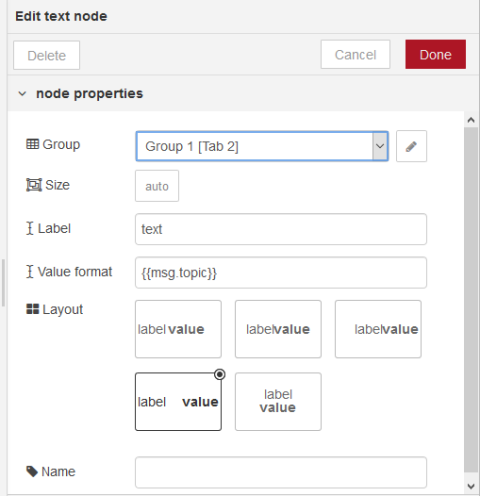 Edit text node
Delete
Cancel
Done
node properties
Group
Group 1 [Tab 2]
Size
auto
Label
text
Value format
{{msg.topic}}
Layout
label value
labelvalue
labelvalue
label value
label
value
Name